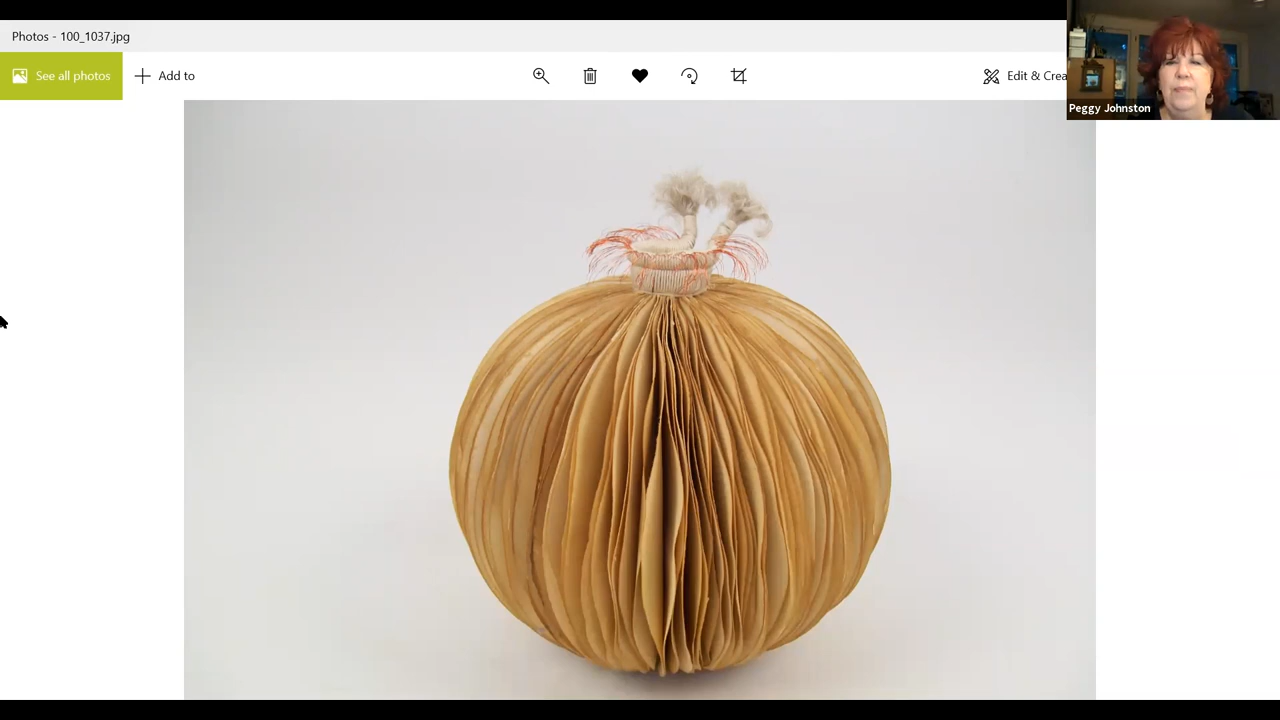 Photos - 100_1037.jpg
See all photos
Add to
Edit & Crea
Peggy Johnston